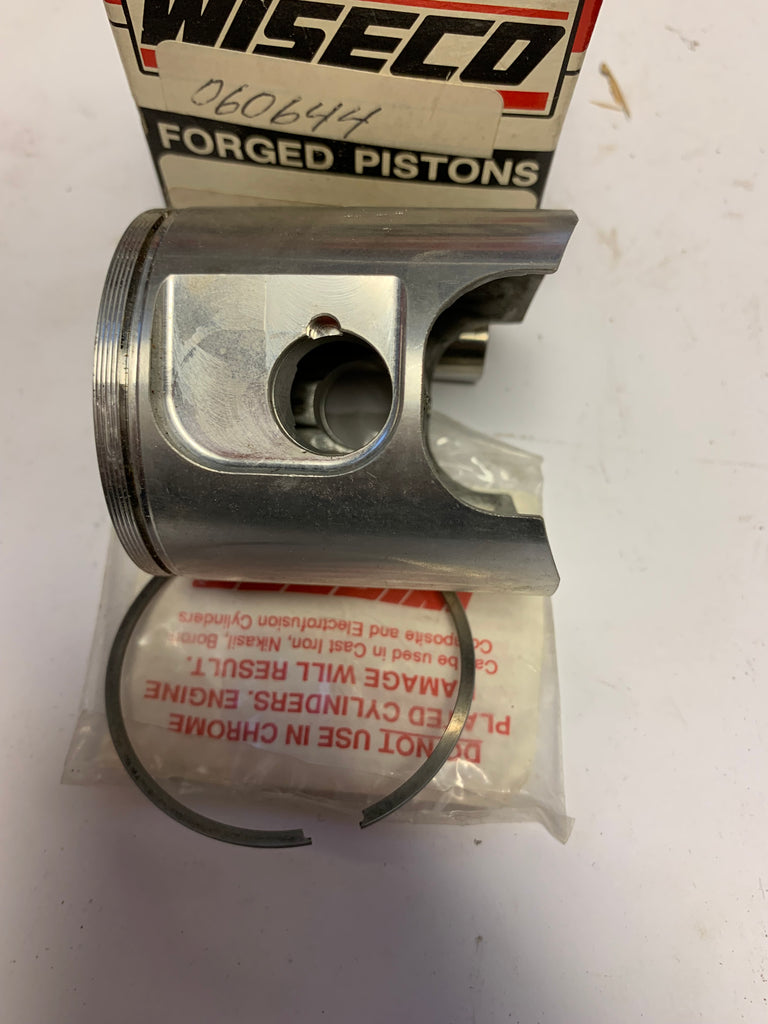 WISECO
060644
FORGED PISTONS
DO NOT USE IN CHROME
PLATED CYLINDERS. ENGINE
DAMAGE WILL RESULT.
Can be used in Cast Iron, Nikasil, Boron
Composite and Electrofusion Cylinders